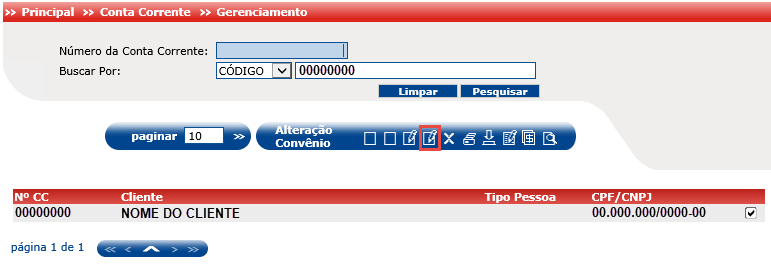 >> Principal >> Conta Corrente >> Gerenciamento
Número da Conta Corrente:
Buscar Por: CÓDIGO 00000000
Limpar Pesquisar
paginar 10 >> Alteração Convênio
Nº CC Cliente Tipo Pessoa CPF/CNPJ
00000000 NOME DO CLIENTE 00.000.000/0000-00
página 1 de 1 << < > >>